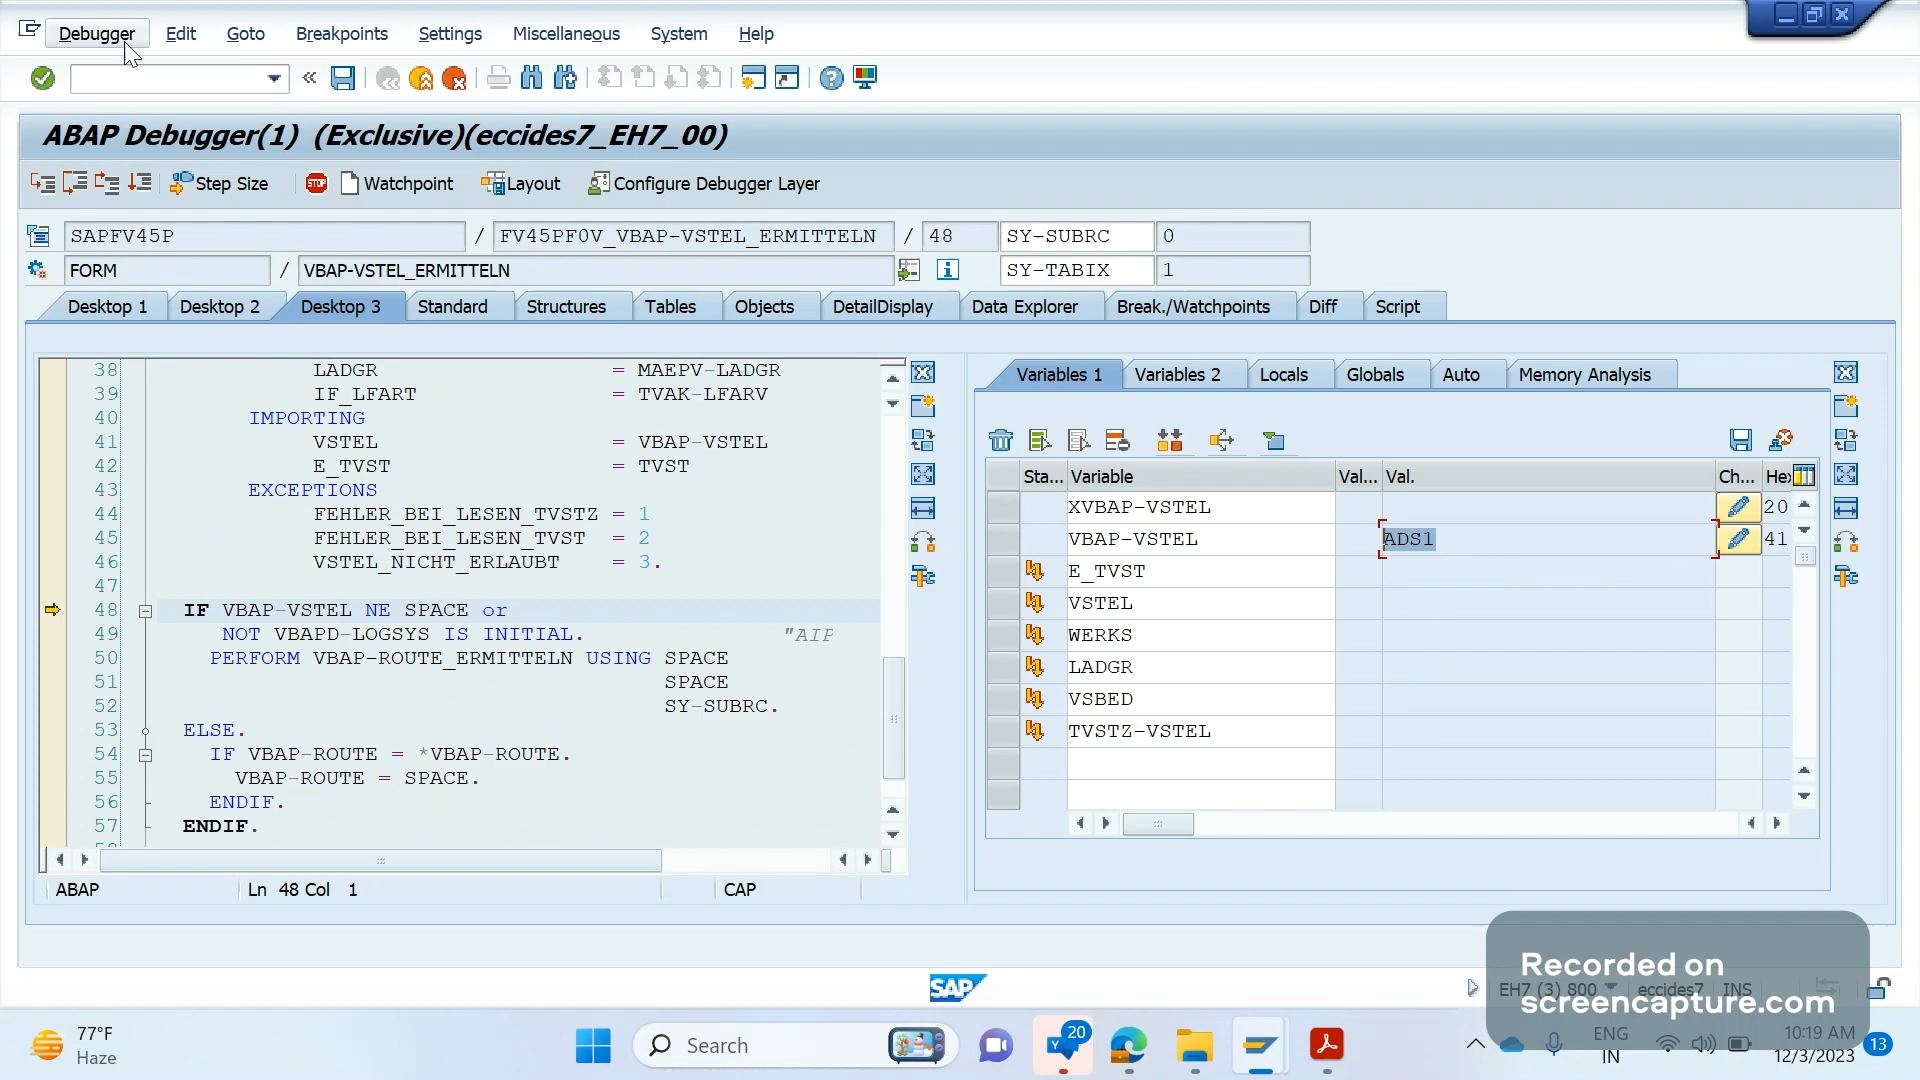 Debugger Edit Goto Breakpoints Settings Miscellaneous System Help
«
ABAP Debugger(1) (Exclusive)(eccides7_EH7_00)
Step Size STOP Watchpoint Layout Configure Debugger Layer
SAPFV45P / FV45PF0V_VBAP-VSTEL_ERMITTELN / 48 SY-SUBRC 0
FORM / VBAP-VSTEL_ERMITTELN SY-TABIX 1
Desktop 1 Desktop 2 Desktop 3 Standard Structures Tables Objects DetailDisplay Data Explorer Break./Watchpoints Diff Script
38 LADGR = MAEPV-LADGR
39 IF_LFART = TVAK-LFARV
40 IMPORTING
41 VSTEL = VBAP-VSTEL
42 E_TVST = TVST
43 EXCEPTIONS
44 FEHLER_BEI_LESEN_TVSTZ = 1
45 FEHLER_BEI_LESEN_TVST = 2
46 VSTEL_NICHT_ERLAUBT = 3.
47
48 IF VBAP-VSTEL NE SPACE or
49 NOT VBAPD-LOGSYS IS INITIAL. "AIP
50 PERFORM VBAP-ROUTE_ERMITTELN USING SPACE
51 SPACE
52 SY-SUBRC.
53 ELSE.
54 IF VBAP-ROUTE = *VBAP-ROUTE.
55 VBAP-ROUTE = SPACE.
56 ENDIF.
57 ENDIF.
ABAP Ln 48 Col 1 CAP
Variables 1 Variables 2 Locals Globals Auto Memory Analysis
Sta... Variable Val... Val. Ch... Hex
XVBAP-VSTEL 20
VBAP-VSTEL ADS1 41
E_TVST
VSTEL
WERKS
LADGR
VSBED
TVSTZ-VSTEL
SAP EH7 (3) 800 eccides7 INS
Recorded on
screencapture.com
77°F
Haze
Search
20
ENG
IN
10:19 AM
12/3/2023
13